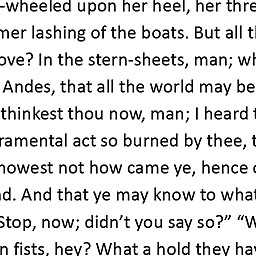 -wheeled upon her heel, her thre
mer lashing of the boats. But all t
ove? In the stern-sheets, man; wh
Andes, that all the world may be
thinkest thou now, man; I heard
ramental act so burned by thee, t
nowest not how came ye, hence
d. And that ye may know to what
Stop, now; didn’t you say so?” “W
n fists, hey? What a hold they hav